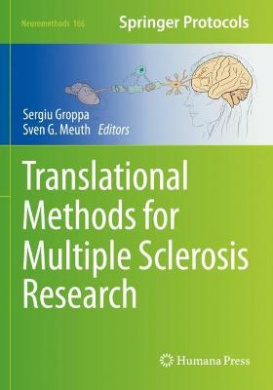 Neuromethods 166
Springer Protocols
Sergiu Groppa
Sven G. Meuth Editors
Translational
Methods for
Multiple Sclerosis
Research
Humana Press